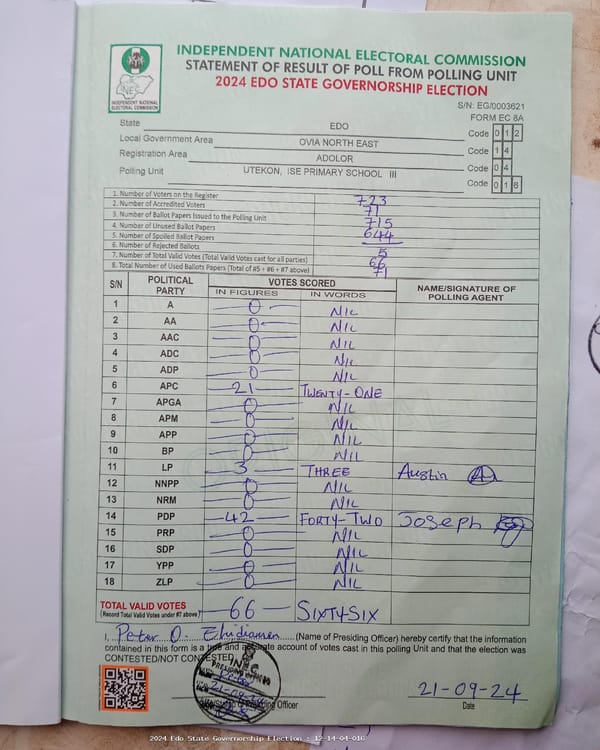 INDEPENDENT NATIONAL ELECTORAL COMMISSION
STATEMENT OF RESULT OF POLL FROM POLLING UNIT
2024 EDO STATE GOVERNORSHIP ELECTION
INEC
INDEPENDENT NATIONAL
ELECTORAL COMMISSION
S/N: EG/0003621
FORM EC 8A
State EDO Code 0 1 2
Local Government Area OVIA NORTH EAST Code 1 4
Registration Area ADOLOR Code 0 4
Polling Unit UTEKON, ISE PRIMARY SCHOOL III Code 0 1 6
1. Number of Voters on the Register 723
2. Number of Accredited Voters 71
3. Number of Ballot Papers Issued to the Polling Unit 715
4. Number of Unused Ballot Papers 644
5. Number of Spoiled Ballot Papers —
6. Number of Rejected Ballots 5
7. Number of Total Valid Votes (Total Valid Votes cast for all parties) 66
8. Total Number of Used Ballots Papers (Total of #5 + #6 + #7 above) 71
S/N POLITICAL PARTY VOTES SCORED NAME/SIGNATURE OF POLLING AGENT
IN FIGURES IN WORDS
1 A 0 NIL
2 AA 0 NIL
3 AAC 0 NIL
4 ADC 0 NIL
5 ADP 0 NIL
6 APC 21 TWENTY-ONE
7 APGA 0 NIL
8 APM 0 NIL
9 APP 0 NIL
10 BP 0 NIL
11 LP 3 THREE Austin
12 NNPP 0 NIL
13 NRM 0 NIL
14 PDP 42 FORTY-TWO JOSEPH
15 PRP 0 NIL
16 SDP 0 NIL
17 YPP 0 NIL
18 ZLP 0 NIL
TOTAL VALID VOTES 66 SIXTY SIX
(Record Total Valid Votes under #7 above)
I, Peter O. Ehidiamen (Name of Presiding Officer) hereby certify that the information
contained in this form is a true and accurate account of votes cast in this polling Unit and that the election was
CONTESTED/NOT CONTESTED
INEC
21-09-24
Officer
Date
2024 Edo State Governorship Election : 12-14-04-016